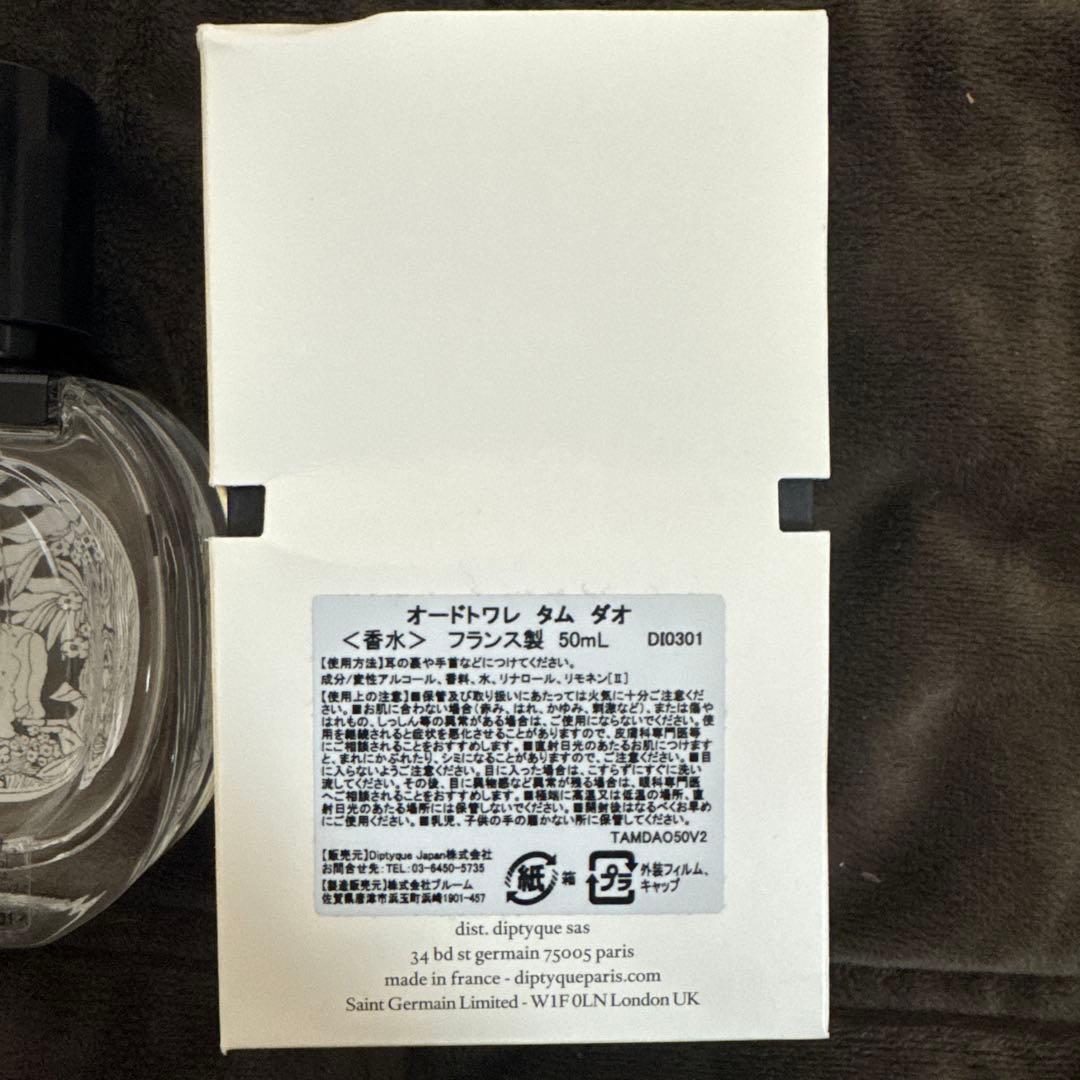 オードトワレ タム ダオ
＜香水＞ フランス製 50mL DI0301
【使用方法】耳の裏や手首などにつけてください。
成分/変性アルコール、香料、水、リナロール、リモネン[Ⅱ]
【使用上の注意】■保管及び取り扱いにあたっては火気に十分ご注意くだ
さい。■お肌に合わない場合(赤み、はれ、かゆみ、刺激など)、または傷や
はれもの、しっしん等の異常がある場合は、ご使用にならないでください。使
用を継続されると症状を悪化させることがありますので、皮膚科専門医等
にご相談されることをおすすめします。■直射日光のあたるお肌につけます
と、まれにかぶれたり、シミになることがありますので、ご注意ください。■目
に入らないようご注意ください。目に入った場合は、こすらずにすぐに洗い
流してください。その後、目に異物感など異常が残る場合は、眼科専門医
へご相談されることをおすすめします。■極端に高温又は低温の場所、直
射日光のあたる場所には保管しないでください。■開封後はなるべくお早め
にご使用ください。■乳児、子供の手の届かない所に保管してください。
TAMDAO50V2
【販売元】Diptyque Japan株式会社
お問合せ先:TEL:03-6450-5735
【製造販売元】株式会社ブルーム
佐賀県唐津市浜玉町浜崎1901-457
紙 箱
プラ 外装フィルム、
キャップ
dist. diptyque sas
34 bd st germain 75005 paris
made in france - diptyqueparis.com
Saint Germain Limited - W1F 0LN London UK